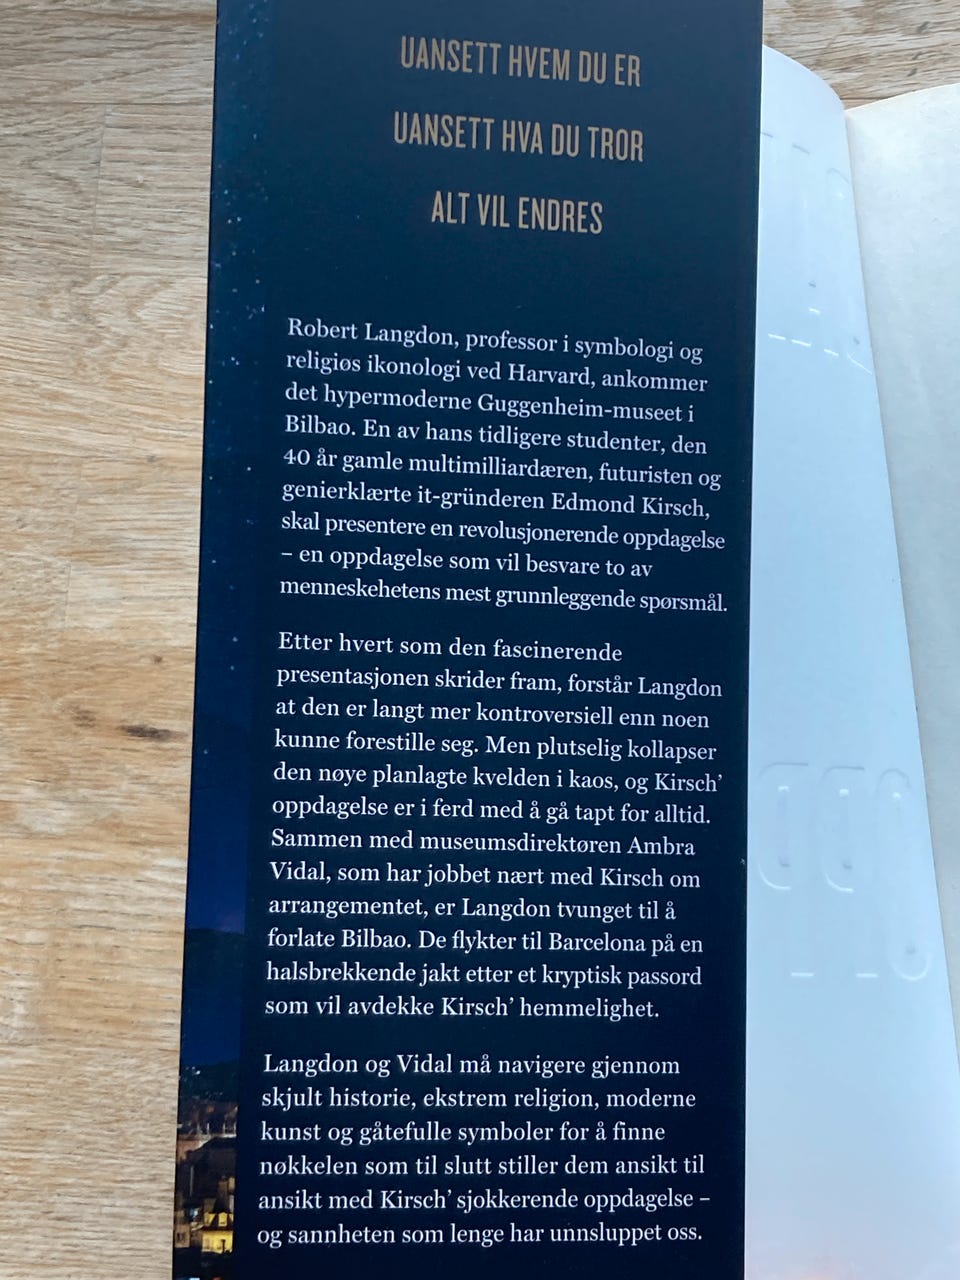 UANSETT HVEM DU ER
UANSETT HVA DU TROR
ALT VIL ENDRES
Robert Langdon, professor i symbologi og
religiøs ikonologi ved Harvard, ankommer
det hypermoderne Guggenheim-museet i
Bilbao. En av hans tidligere studenter, den
40 år gamle multimilliardæren, futuristen og
genierklærte it-gründeren Edmond Kirsch,
skal presentere en revolusjonerende oppdagelse
– en oppdagelse som vil besvare to av
menneskehetens mest grunnleggende spørsmål.
Etter hvert som den fascinerende
presentasjonen skrider fram, forstår Langdon
at den er langt mer kontroversiell enn noen
kunne forestille seg. Men plutselig kollapser
den nøye planlagte kvelden i kaos, og Kirsch’
oppdagelse er i ferd med å gå tapt for alltid.
Sammen med museumsdirektøren Ambra
Vidal, som har jobbet nært med Kirsch om
arrangementet, er Langdon tvunget til å
forlate Bilbao. De flykter til Barcelona på en
halsbrekkende jakt etter et kryptisk passord
som vil avdekke Kirsch’ hemmelighet.
Langdon og Vidal må navigere gjennom
skjult historie, ekstrem religion, moderne
kunst og gåtefulle symboler for å finne
nøkkelen som til slutt stiller dem ansikt til
ansikt med Kirsch’ sjokkerende oppdagelse –
og sannheten som lenge har unnsluppet oss.